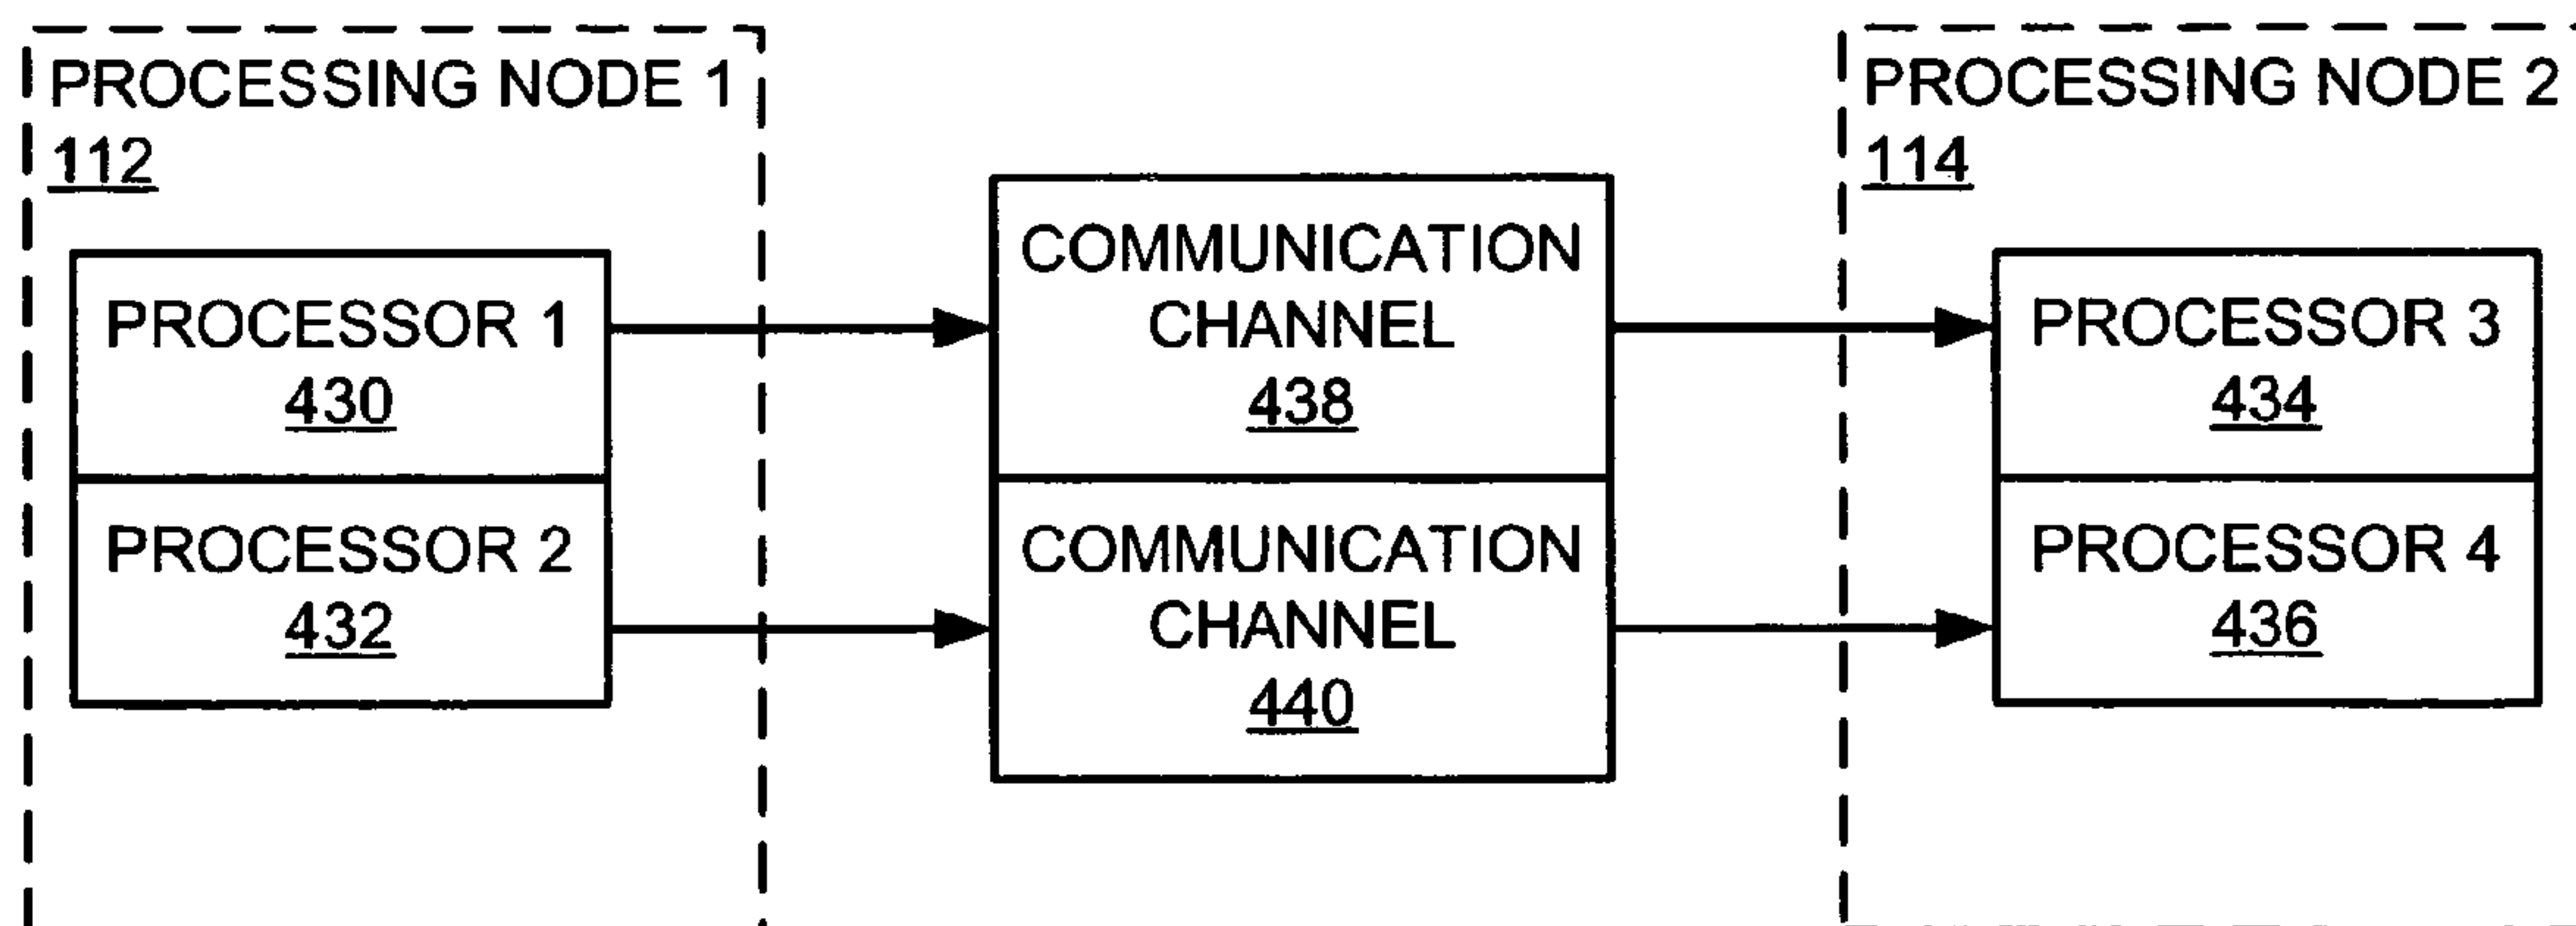 PROCESSING NODE 1
112
PROCESSOR 1
430
PROCESSOR 2
432
COMMUNICATION
CHANNEL
438
COMMUNICATION
CHANNEL
440
PROCESSING NODE 2
114
PROCESSOR 3
434
PROCESSOR 4
436